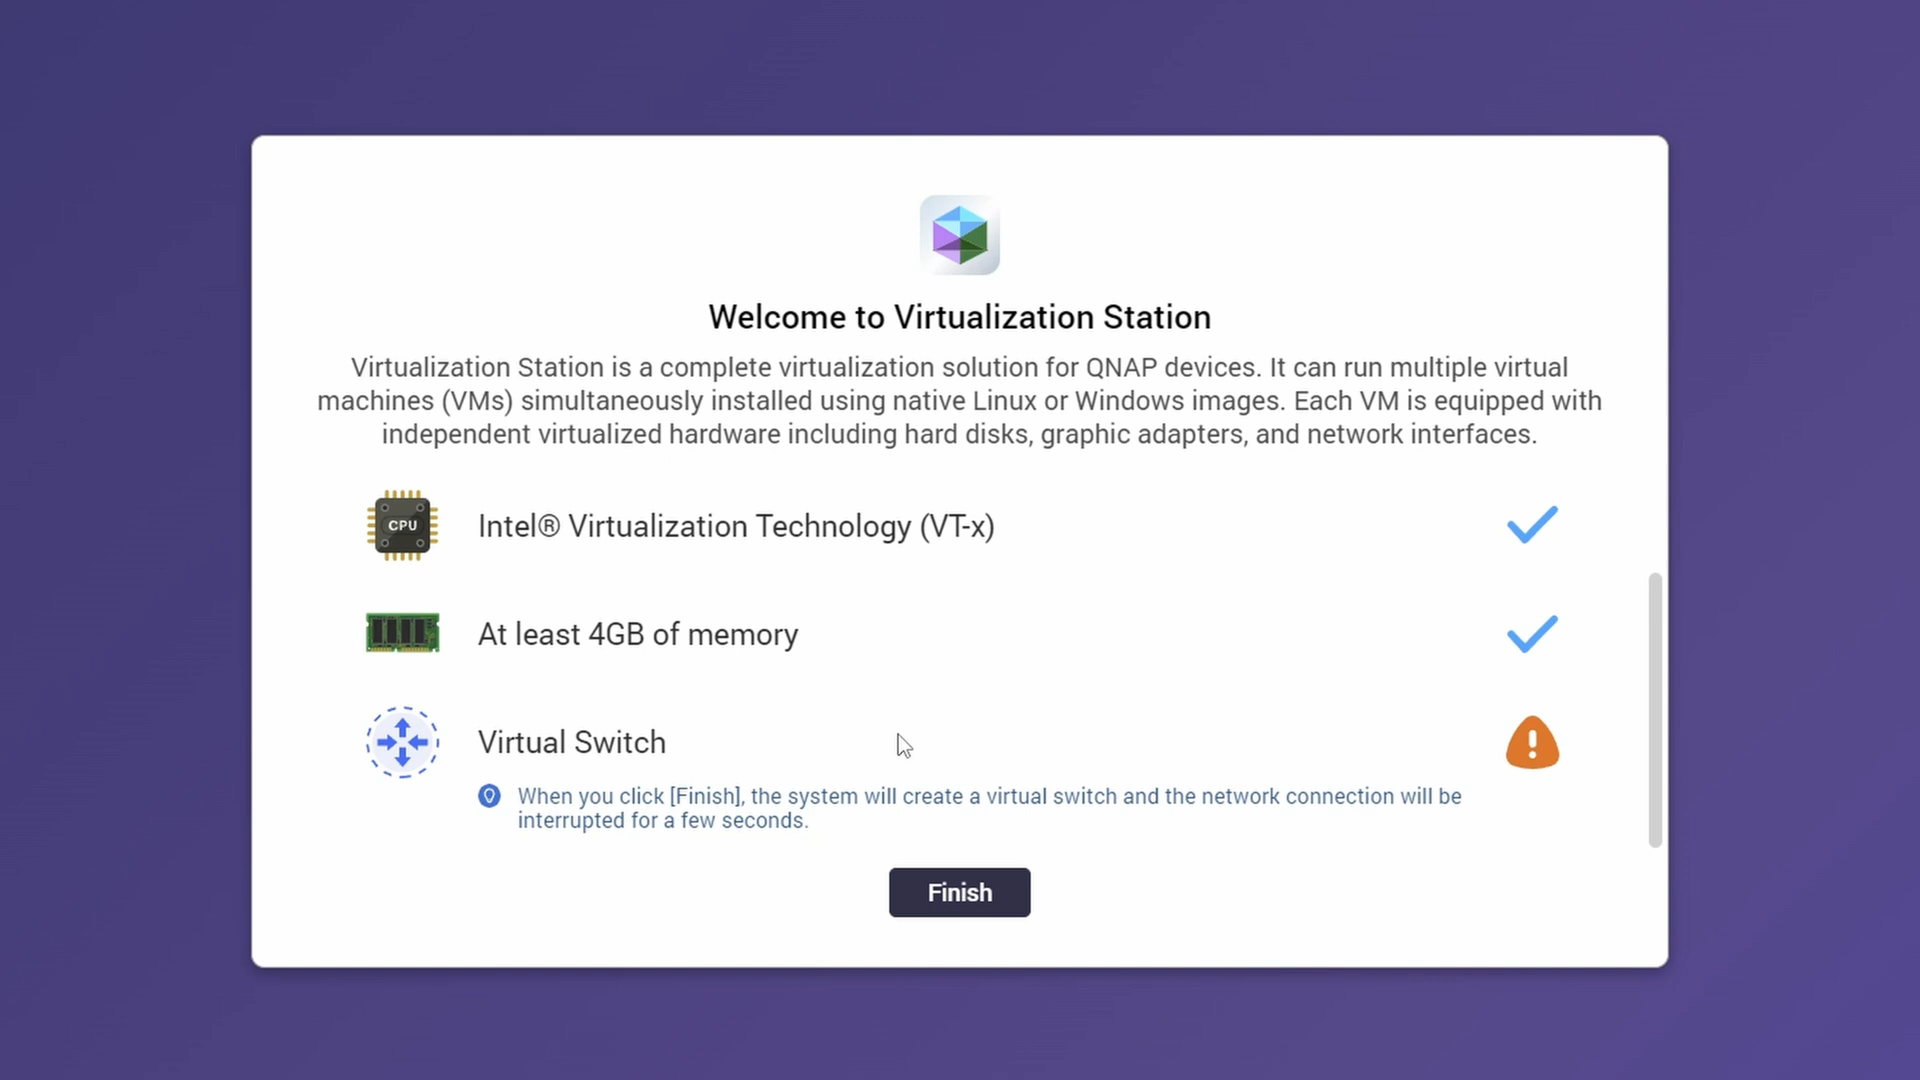 Welcome to Virtualization Station
Virtualization Station is a complete virtualization solution for QNAP devices. It can run multiple virtual
machines (VMs) simultaneously installed using native Linux or Windows images. Each VM is equipped with
independent virtualized hardware including hard disks, graphic adapters, and network interfaces.
CPU
Intel® Virtualization Technology (VT-x)
At least 4GB of memory
Virtual Switch
When you click [Finish], the system will create a virtual switch and the network connection will be
interrupted for a few seconds.
Finish